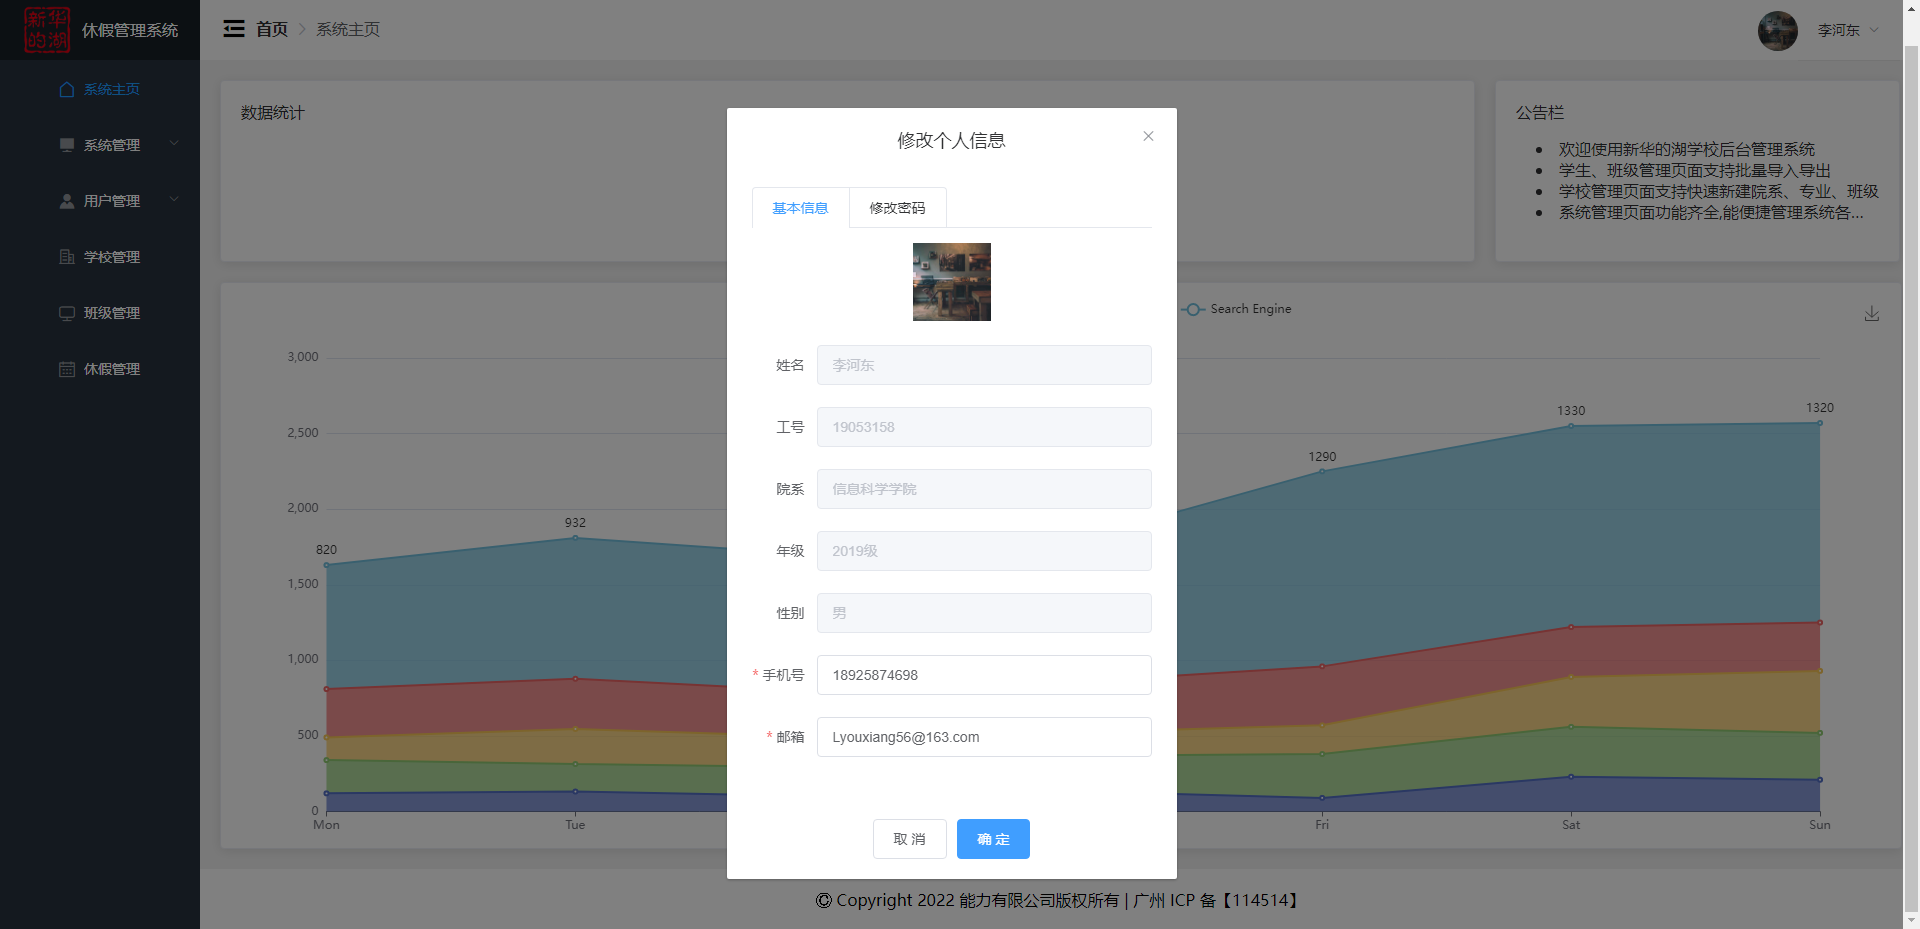 新华
的湖
休假管理系统
首页
系统主页
李河东
系统主页
系统管理
用户管理
学校管理
班级管理
休假管理
数据统计
公告栏
欢迎使用新华的湖学校后台管理系统
学生、班级管理页面支持批量导入导出
学校管理页面支持快速新建院系、专业、班级
系统管理页面功能齐全,能便捷管理系统各...
修改个人信息
基本信息
修改密码
姓名 李河东
工号 19053158
院系 信息科学学院
年级 2019级
性别 男
* 手机号 18925874698
* 邮箱 Lyouxiang56@163.com
取 消
确 定
Search Engine
3,000
2,500
2,000
1,500
1,000
500
0
820
932
1290
1330
1320
Mon
Tue
Fri
Sat
Sun
© Copyright 2022 能力有限公司版权所有 | 广州 ICP 备【114514】